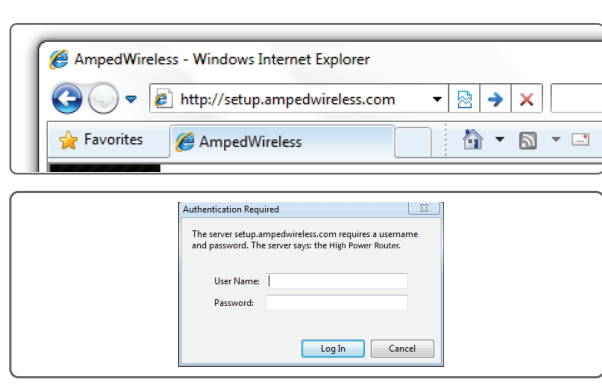 AmpedWireless - Windows Internet Explorer
http://setup.ampedwireless.com
Favorites
AmpedWireless
Authentication Required
The server setup.ampedwireless.com requires a username
and password. The server says: the High Power Router.
User Name:
Password:
Log In
Cancel